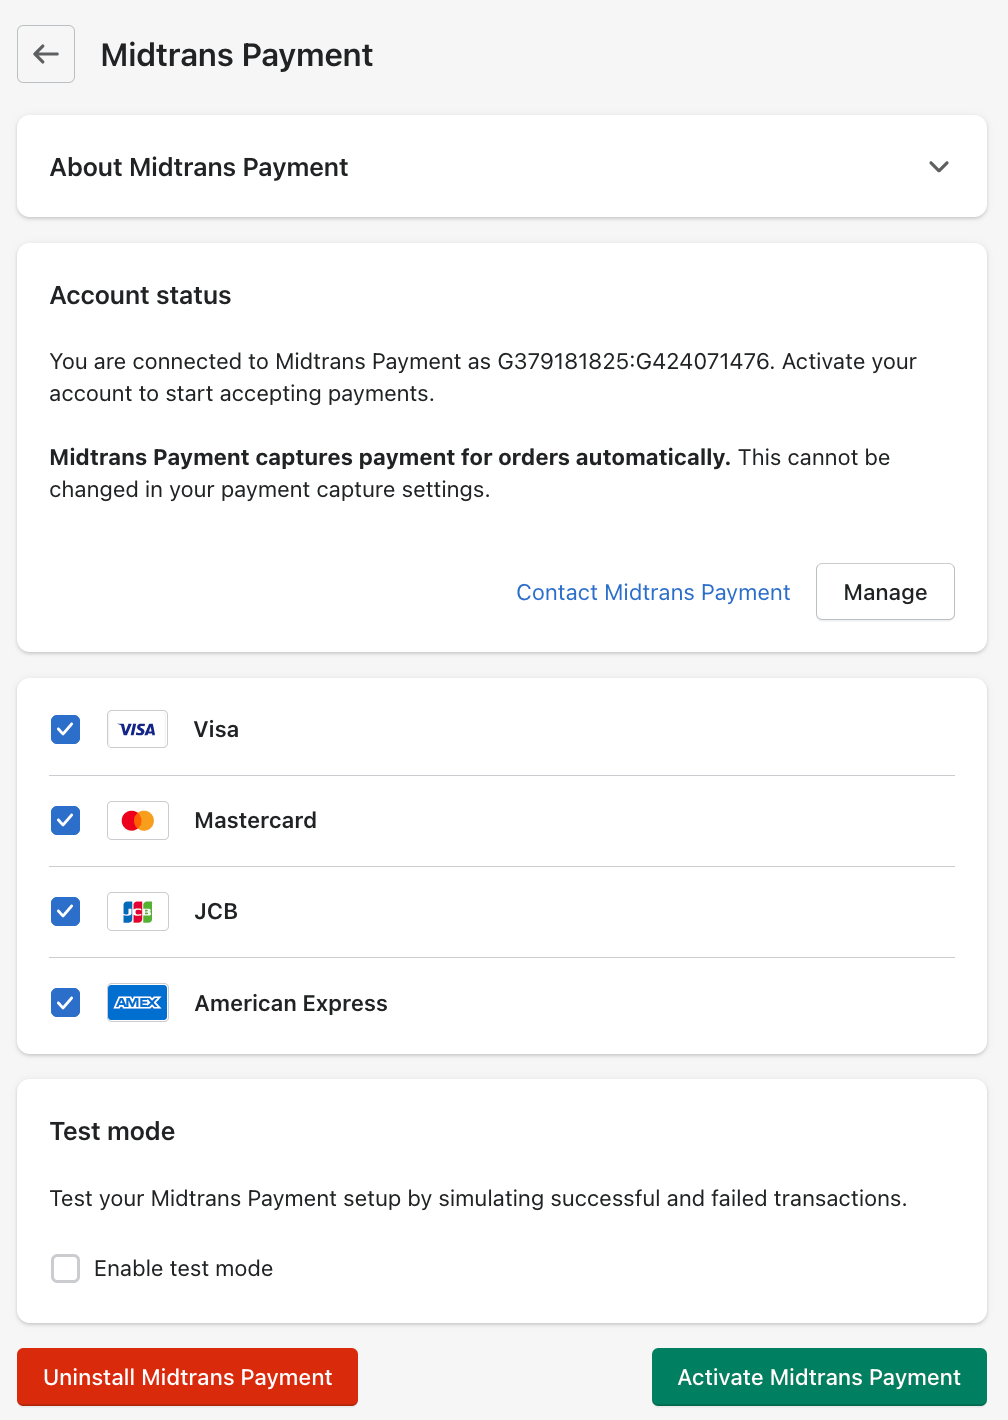 Midtrans Payment
About Midtrans Payment
Account status
You are connected to Midtrans Payment as G379181825:G424071476. Activate your
account to start accepting payments.
Midtrans Payment captures payment for orders automatically. This cannot be
changed in your payment capture settings.
Contact Midtrans Payment Manage
VISA Visa
Mastercard
JCB JCB
AMEX American Express
Test mode
Test your Midtrans Payment setup by simulating successful and failed transactions.
Enable test mode
Uninstall Midtrans Payment Activate Midtrans Payment